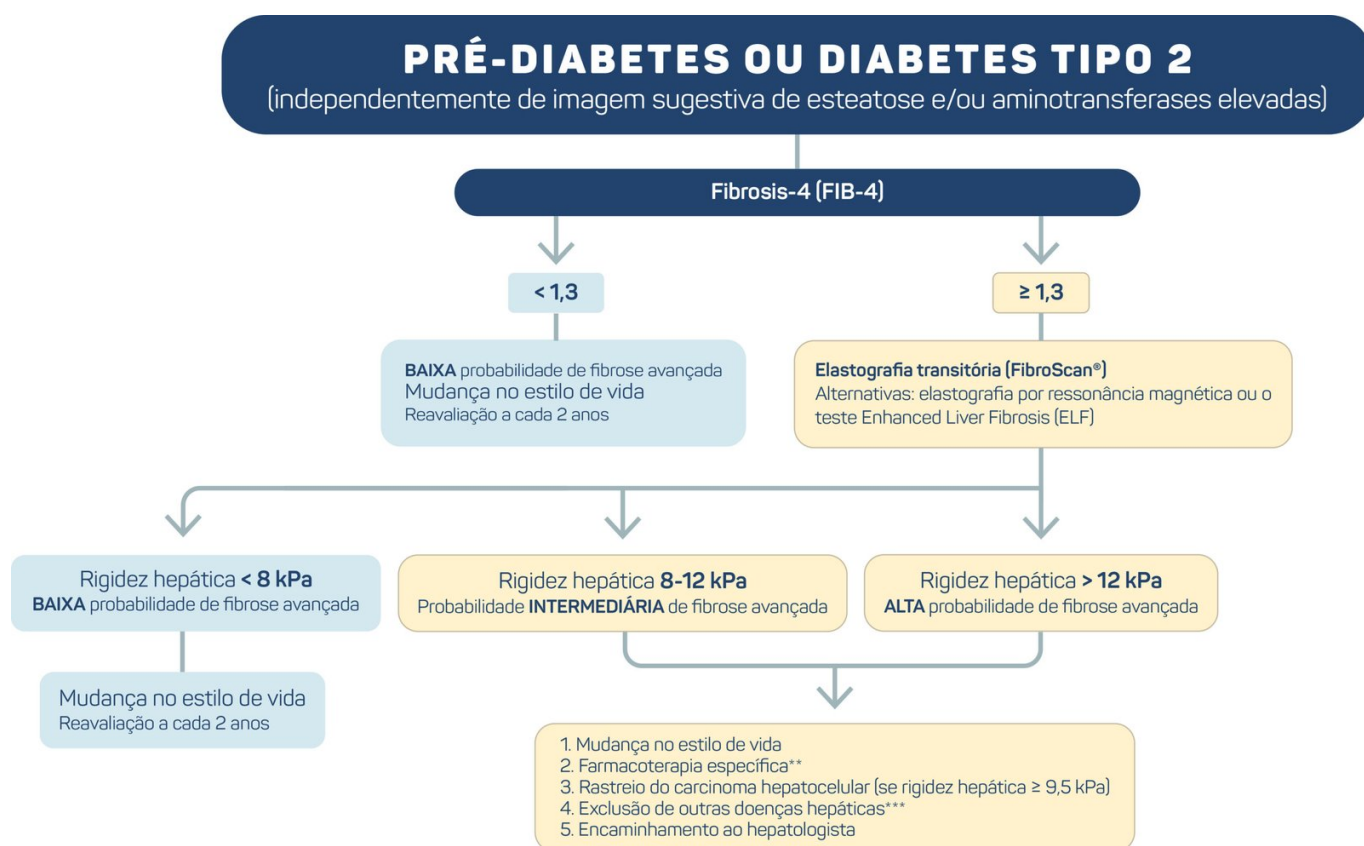 PRÉ-DIABETES OU DIABETES TIPO 2
(independentemente de imagem sugestiva de esteatose e/ou aminotransferases elevadas)
Fibrosis-4 (FIB-4)
< 1,3
≥ 1,3
BAIXA probabilidade de fibrose avançada
Mudança no estilo de vida
Reavaliação a cada 2 anos
Elastografia transitória (FibroScan®)
Alternativas: elastografia por ressonância magnética ou o
teste Enhanced Liver Fibrosis (ELF)
Rigidez hepática < 8 kPa
BAIXA probabilidade de fibrose avançada
Rigidez hepática 8-12 kPa
Probabilidade INTERMEDIÁRIA de fibrose avançada
Rigidez hepática > 12 kPa
ALTA probabilidade de fibrose avançada
Mudança no estilo de vida
Reavaliação a cada 2 anos
1. Mudança no estilo de vida
2. Farmacoterapia específica**
3. Rastreio do carcinoma hepatocelular (se rigidez hepática ≥ 9,5 kPa)
4. Exclusão de outras doenças hepáticas***
5. Encaminhamento ao hepatologista